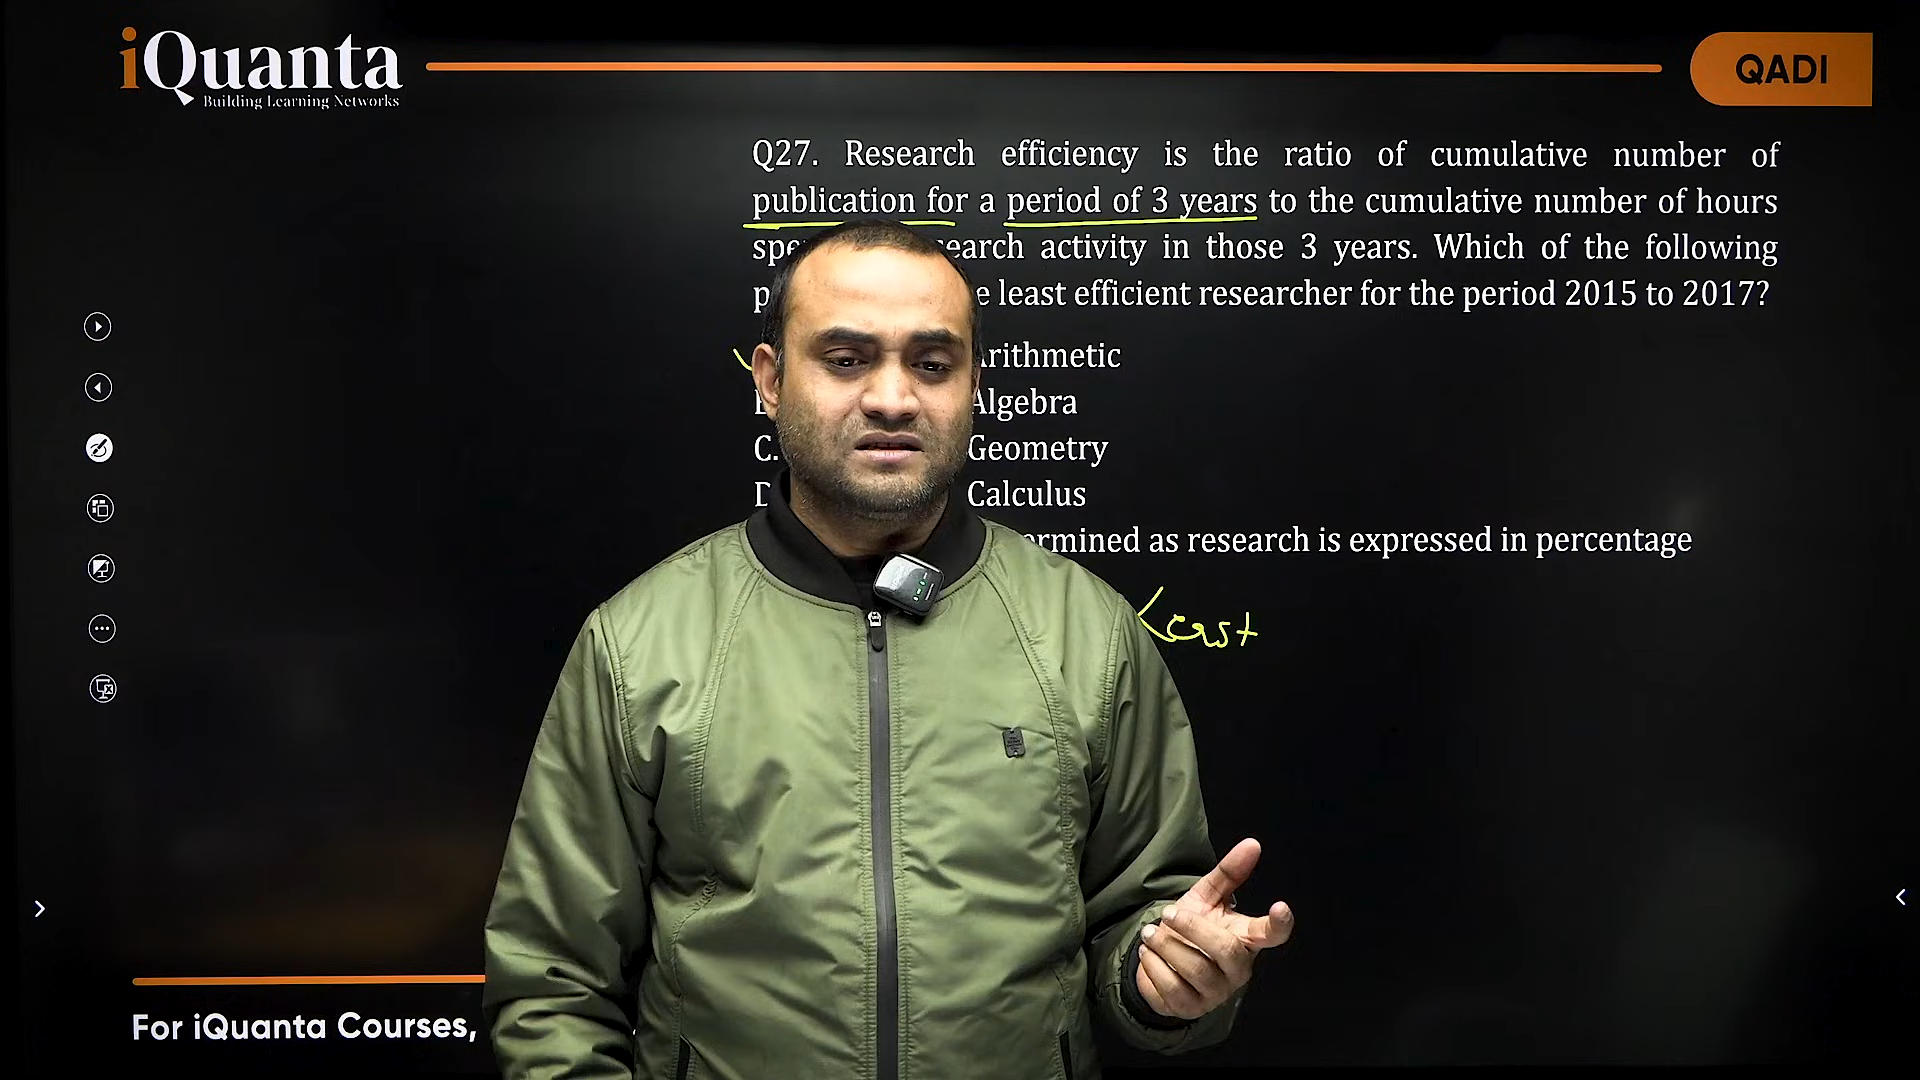 iQuanta
Building Learning Networks
QADI
Q27. Research efficiency is the ratio of cumulative number of
publication for a period of 3 years to the cumulative number of hours
activity in those 3 years. Which of the following
least efficient researcher for the period 2015 to 2017?
Arithmetic
Algebra
C. Geometry
Calculus
as research is expressed in percentage
Least
For iQuanta Courses,